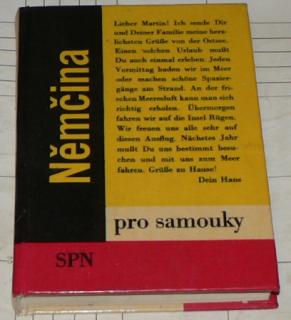 Němčina
Lieber Martin! Ich sende Dir
und Deiner Familie meine herz-
lichsten Grüße von der Ostsee.
Einen solchen Urlaub mußt
Du auch einmal erleben. Jeden
Vormittag baden wir im Meer
oder machen schöne Spazier-
gänge am Strand. An der fri-
schen Meeresluft kann man sich
richtig erholen. Übermorgen
fahren wir auf die Insel Rügen.
Wir freuen uns alle sehr auf
diesen Ausflug. Nächstes Jahr
mußt Du uns bestimmt besu-
chen und mit uns zum Meer
fahren. Grüße zu Hause!
Dein Hans
pro samouky
SPN